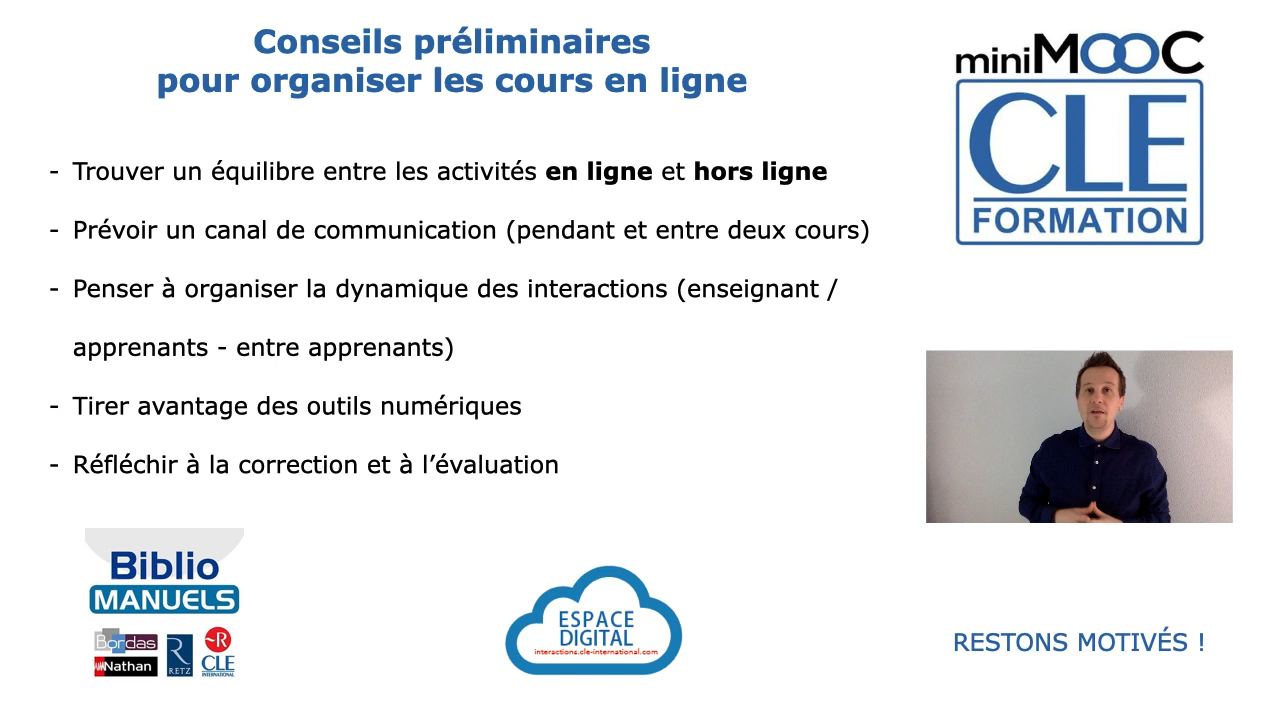 Conseils préliminaires
pour organiser les cours en ligne
- Trouver un équilibre entre les activités en ligne et hors ligne
- Prévoir un canal de communication (pendant et entre deux cours)
- Penser à organiser la dynamique des interactions (enseignant /
apprenants - entre apprenants)
- Tirer avantage des outils numériques
- Réfléchir à la correction et à l’évaluation
miniMOOC
CLE
FORMATION
Biblio
MANUELS
Bordas
Nathan
R
RETZ
R
CLE
INTERNATIONAL
ESPACE
DIGITAL
interactions.cle-international.com
RESTONS MOTIVÉS !